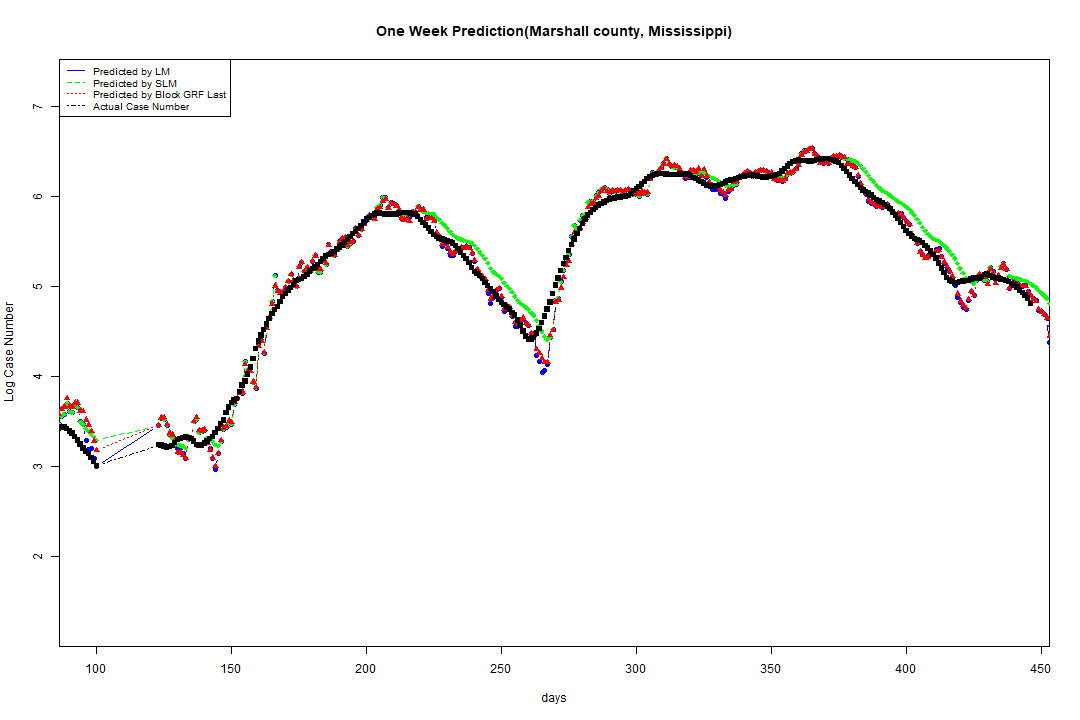 One Week Prediction(Marshall county, Mississippi)
Predicted by LM
Predicted by SLM
Predicted by Block GRF Last
Actual Case Number
Log Case Number
7
6
5
4
3
2
100 150 200 250 300 350 400 450
days